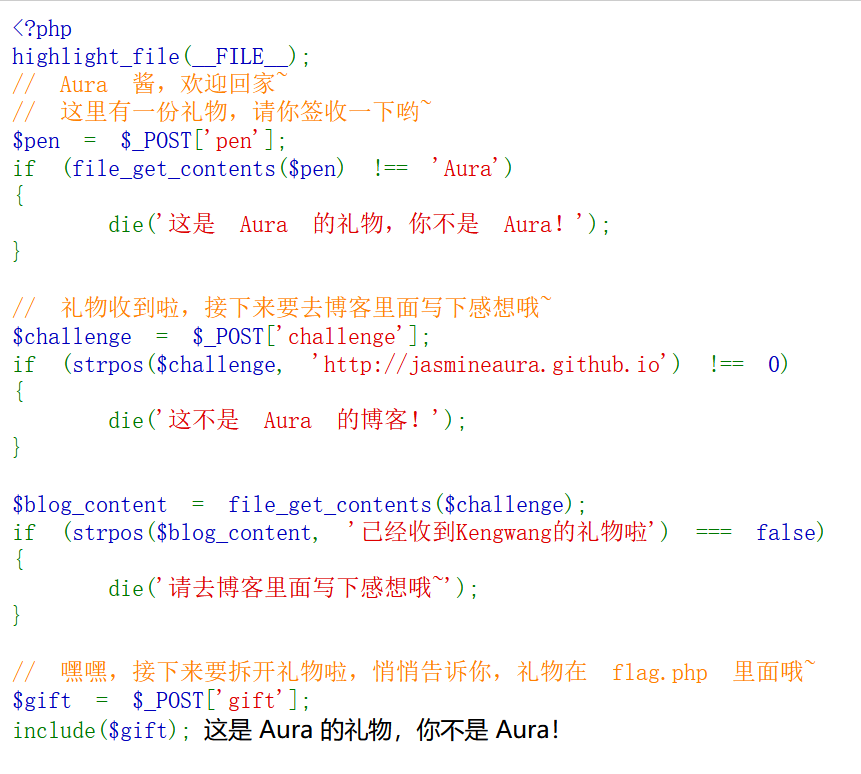 <?php
highlight_file(__FILE__);
// Aura 酱，欢迎回家~
// 这里有一份礼物，请你签收一下哟~
$pen = $_POST['pen'];
if (file_get_contents($pen) !== 'Aura')
{
        die('这是 Aura 的礼物，你不是 Aura！');
}

// 礼物收到啦，接下来要去博客里面写下感想哦~
$challenge = $_POST['challenge'];
if (strpos($challenge, 'http://jasmineaura.github.io') !== 0)
{
        die('这不是 Aura 的博客！');
}

$blog_content = file_get_contents($challenge);
if (strpos($blog_content, '已经收到Kengwang的礼物啦') === false)
{
        die('请去博客里面写下感想哦~');
}

// 嘿嘿，接下来要拆开礼物啦，悄悄告诉你，礼物在 flag.php 里面哦~
$gift = $_POST['gift'];
include($gift); 这是 Aura 的礼物，你不是 Aura！